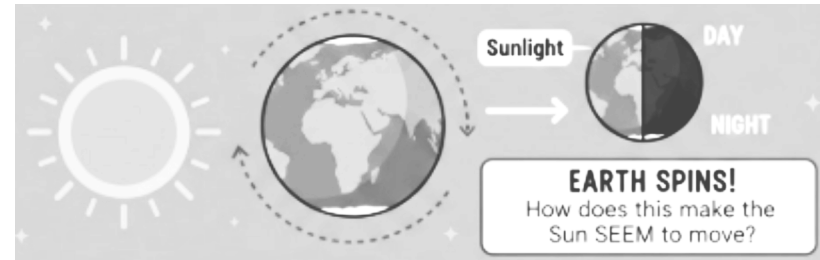 Sunlight
DAY
NIGHT
EARTH SPINS!
How does this make the
Sun SEEM to move?